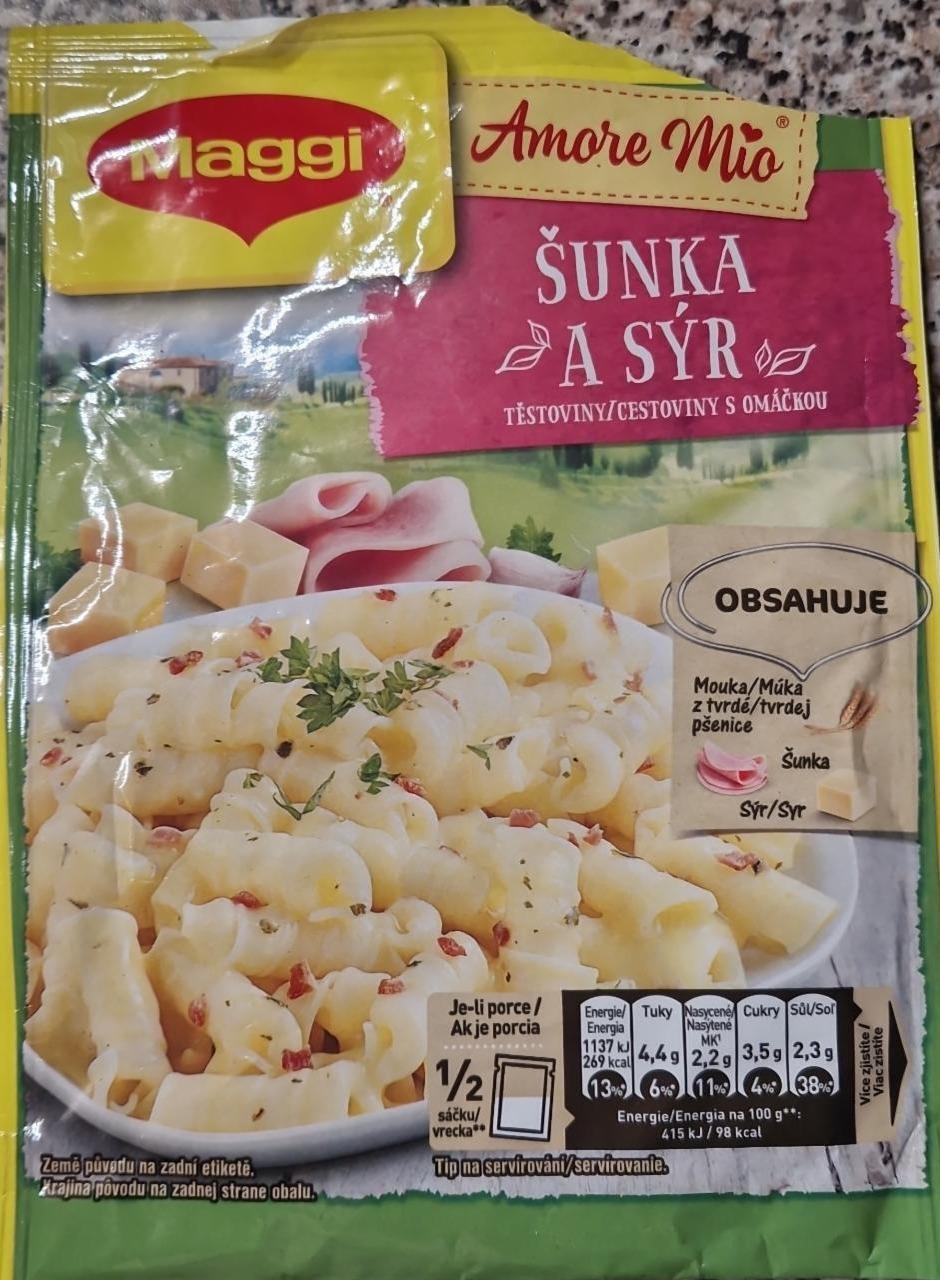 Maggi
Amore Mio®
ŠUNKA
A SÝR
TĚSTOVINY/CESTOVINY S OMÁČKOU
OBSAHUJE
Mouka/Múka
z tvrdé/tvrdej
pšenice
Šunka
Sýr/Syr
Je-li porce /
Ak je porcia
1/2
sáčku/
vrecka**
Energie/
Energia
1137 kJ
269 kcal
13%*
Tuky
4,4 g
6%*
Nasycené/
Nasýtené
MK¹
2,2 g
11%*
Cukry
3,5 g
4%*
Sůl/Soľ
2,3 g
38%*
Energie/Energia na 100 g**:
415 kJ / 98 kcal
Více zjistíte /
Viac zistíte
Země původu na zadní etiketě.
Krajina pôvodu na zadnej strane obalu.
Tip na servírování/servírovanie.